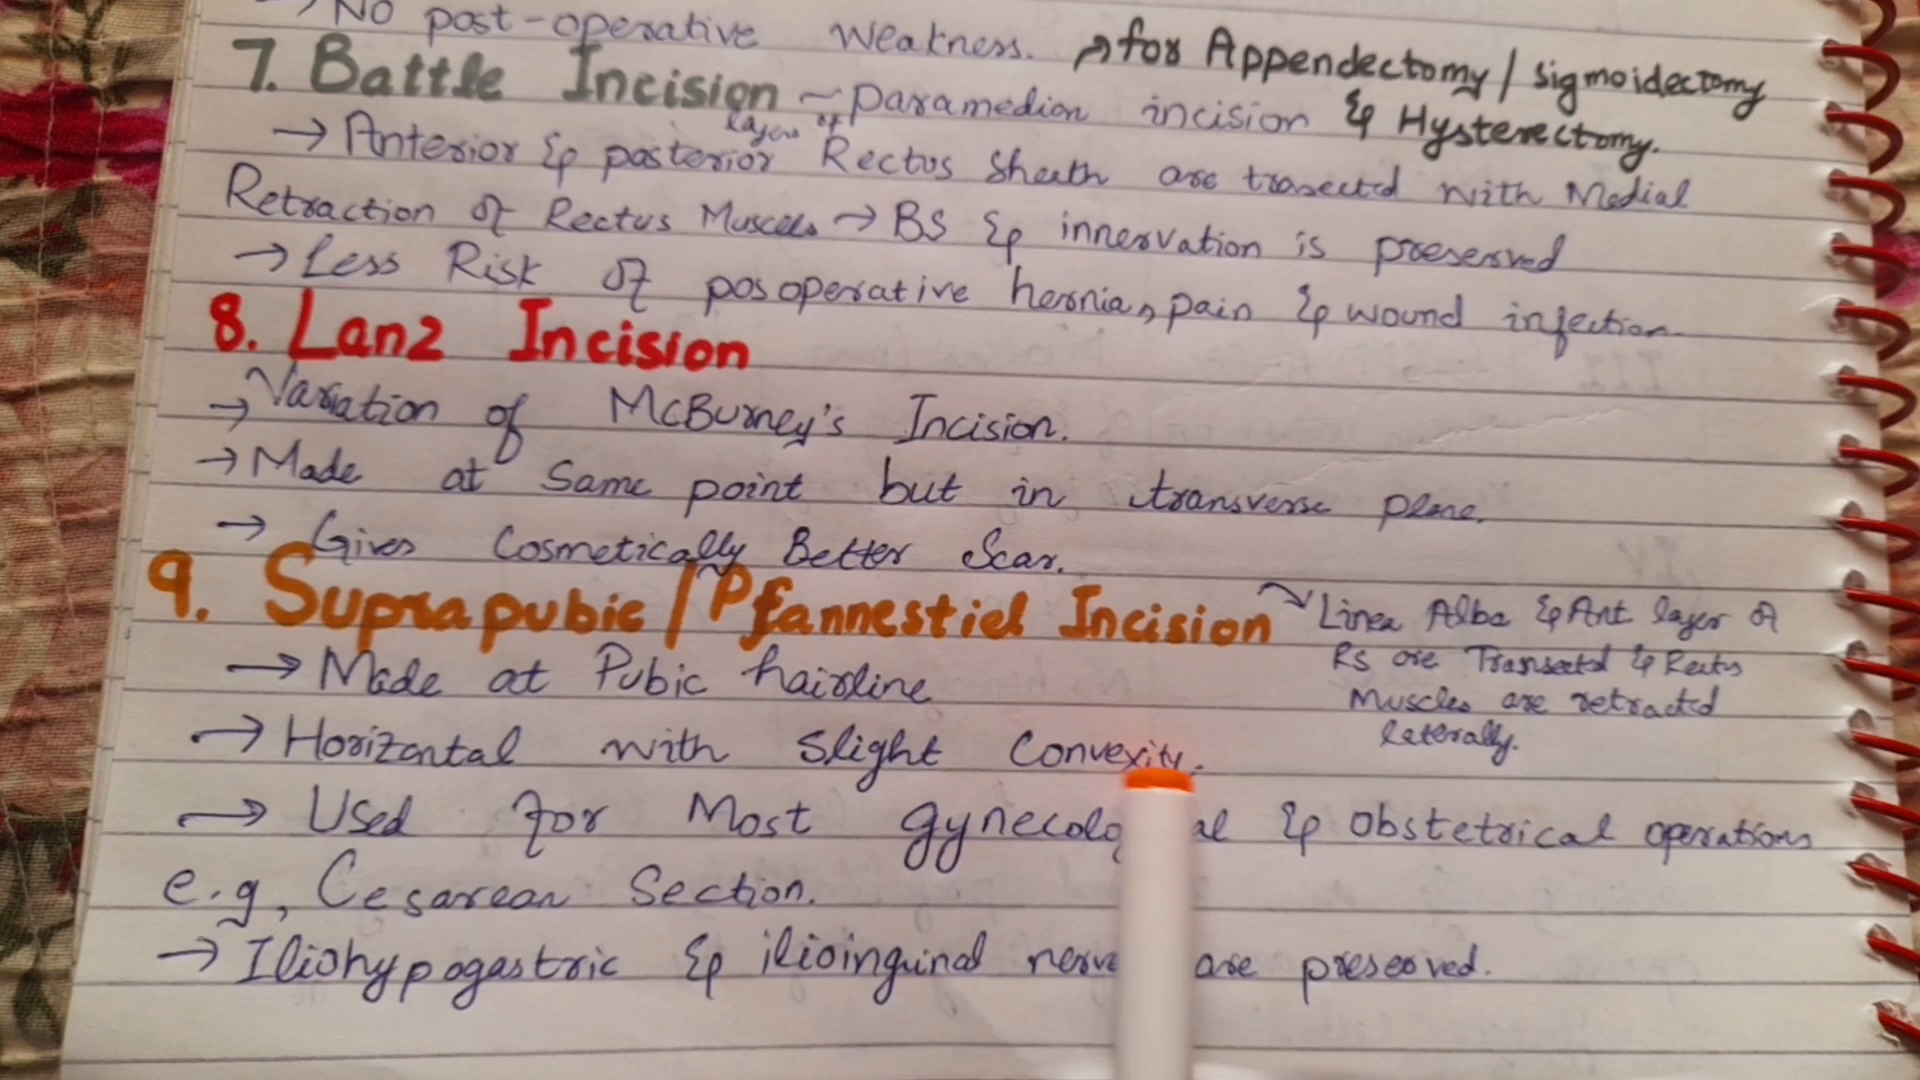 → No post-operative weakness.
7. Battle Incision ~ paramedian incision
→ for Appendectomy/sigmoidectomy
& Hysterectomy.
→ Anterior & posterior layers of Rectus Sheath are trasected with Medial
Retraction of Rectus Muscels → BS & innervation is preserved
→ Less Risk of posoperative hernia, pain & wound infection
8. Lanz Incision
→ Variation of McBurney's Incision.
→ Made at Same point but in transverse plane.
→ Gives Cosmetically Better Scar.
9. Suprapubic/Pfannestiel Incision
→ Linea Alba & Ant layer of
RS are Transected & Rectus
Muscles are retracted
laterally.
→ Made at Pubic hairline
→ Horizontal with slight Convexity.
→ Used for Most gynecolo al & obstetrical operations
e.g, Cesarean Section.
→ Iliohypogastric & ilioinguinal nerve are preserved.